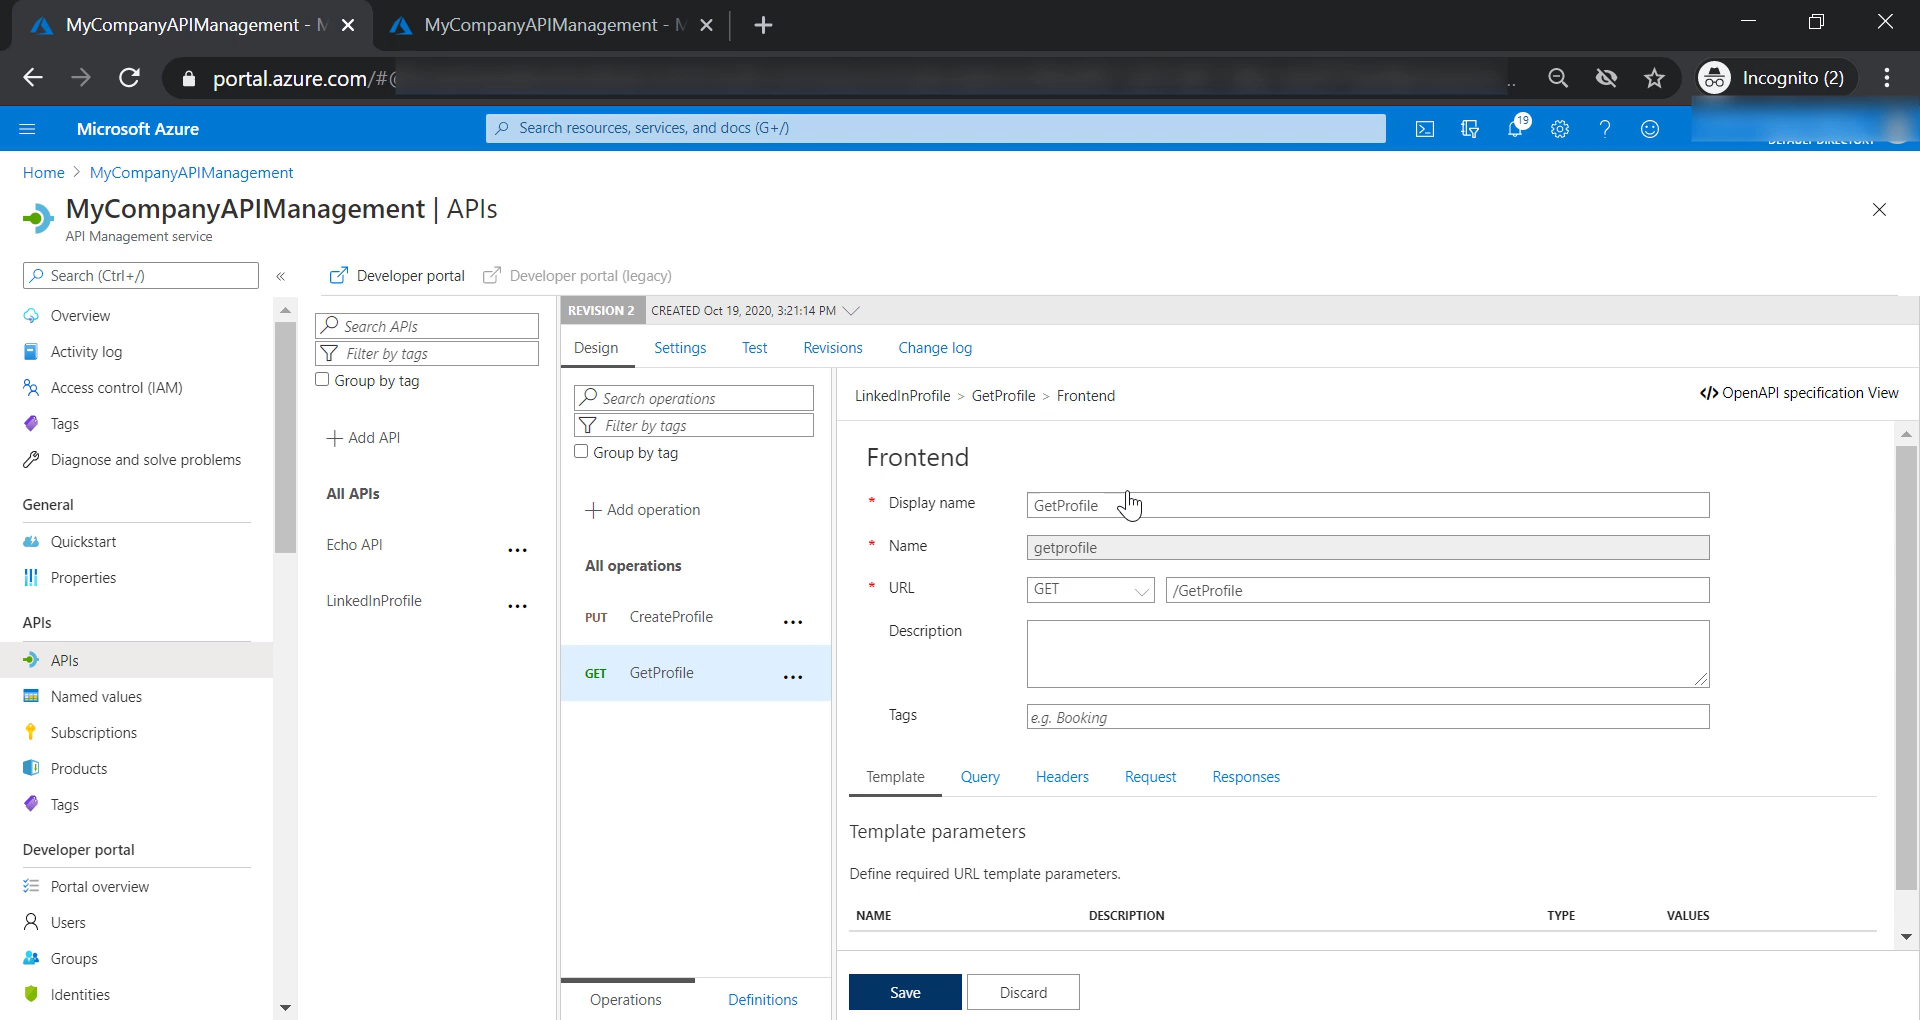 MyCompanyAPIManagement - M
MyCompanyAPIManagement - M
portal.azure.com/#@
Incognito (2)
Microsoft Azure
Search resources, services, and docs (G+/)
19
DEFAULT DIRECTORY
Home > MyCompanyAPIManagement
MyCompanyAPIManagement | APIs
API Management service
Search (Ctrl+/)
«
Overview
Activity log
Access control (IAM)
Tags
Diagnose and solve problems
General
Quickstart
Properties
APIs
APIs
Named values
Subscriptions
Products
Tags
Developer portal
Portal overview
Users
Groups
Identities
Developer portal
Developer portal (legacy)
Search APIs
Filter by tags
Group by tag
+ Add API
All APIs
Echo API
...
LinkedInProfile
...
REVISION 2 CREATED Oct 19, 2020, 3:21:14 PM
Design
Settings
Test
Revisions
Change log
Search operations
Filter by tags
Group by tag
+ Add operation
All operations
PUT CreateProfile ...
GET GetProfile ...
Operations
Definitions
LinkedInProfile > GetProfile > Frontend
</> OpenAPI specification View
Frontend
* Display name GetProfile
* Name getprofile
* URL GET /GetProfile
Description
Tags e.g. Booking
Template
Query
Headers
Request
Responses
Template parameters
Define required URL template parameters.
NAME DESCRIPTION TYPE VALUES
Save
Discard